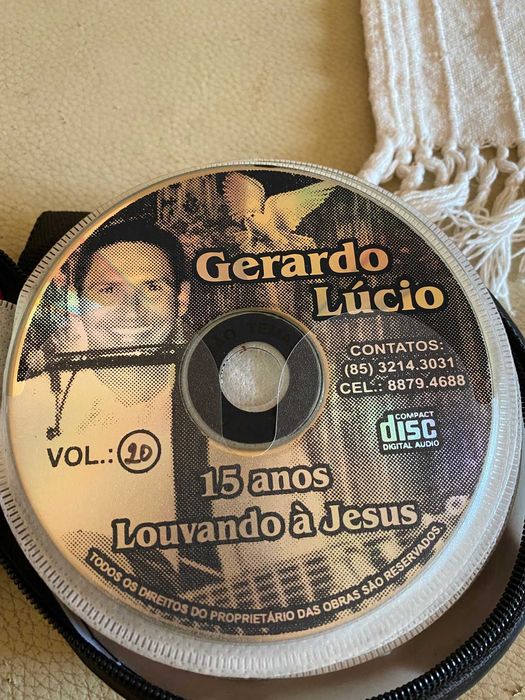 Gerardo
Lúcio
CONTATOS:
(85) 3214.3031
CEL.: 8879.4688
COMPACT
disc
DIGITAL AUDIO
VOL.: 20
15 anos
Louvando à Jesus
TODOS OS DIREITOS DO PROPRIETÁRIO DAS OBRAS SÃO RESERVADOS.